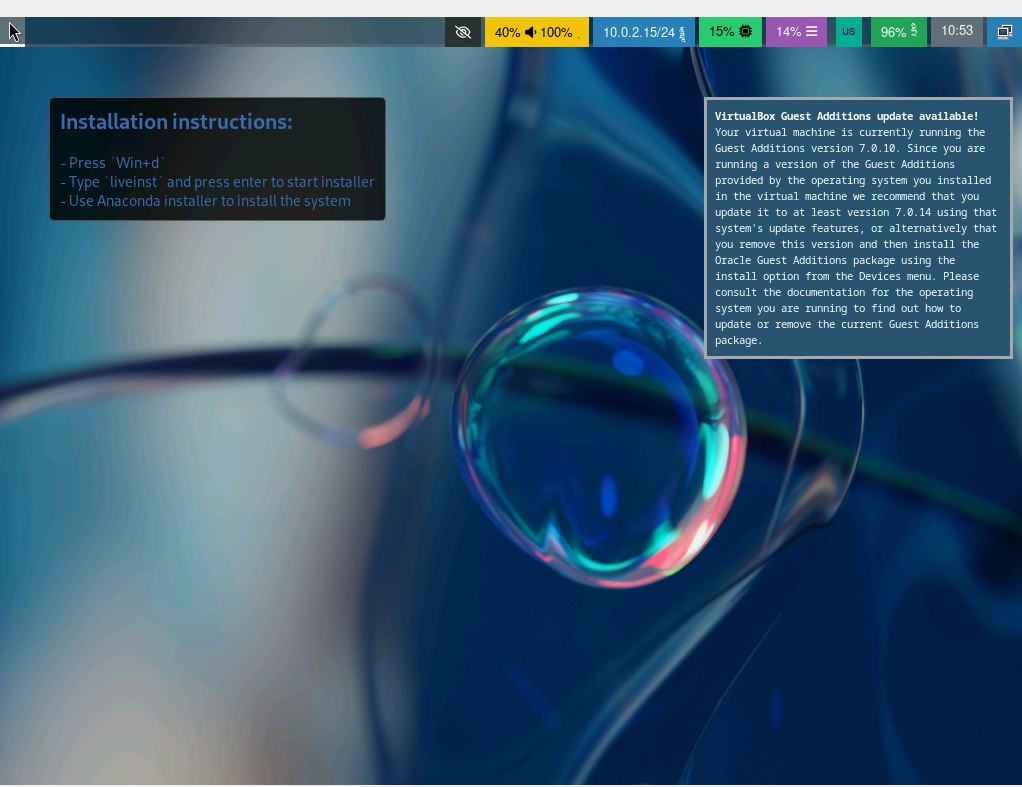 40% 100% 10.0.2.15/24 15% 14% us 96% 10:53
Installation instructions:
- Press `Win+d`
- Type `liveinst` and press enter to start installer
- Use Anaconda installer to install the system
VirtualBox Guest Additions update available!
Your virtual machine is currently running the
Guest Additions version 7.0.10. Since you are
running a version of the Guest Additions
provided by the operating system you installed
in the virtual machine we recommend that you
update it to at least version 7.0.14 using that
system's update features, or alternatively that
you remove this version and then install the
Oracle Guest Additions package using the
install option from the Devices menu. Please
consult the documentation for the operating
system you are running to find out how to
update or remove the current Guest Additions
package.